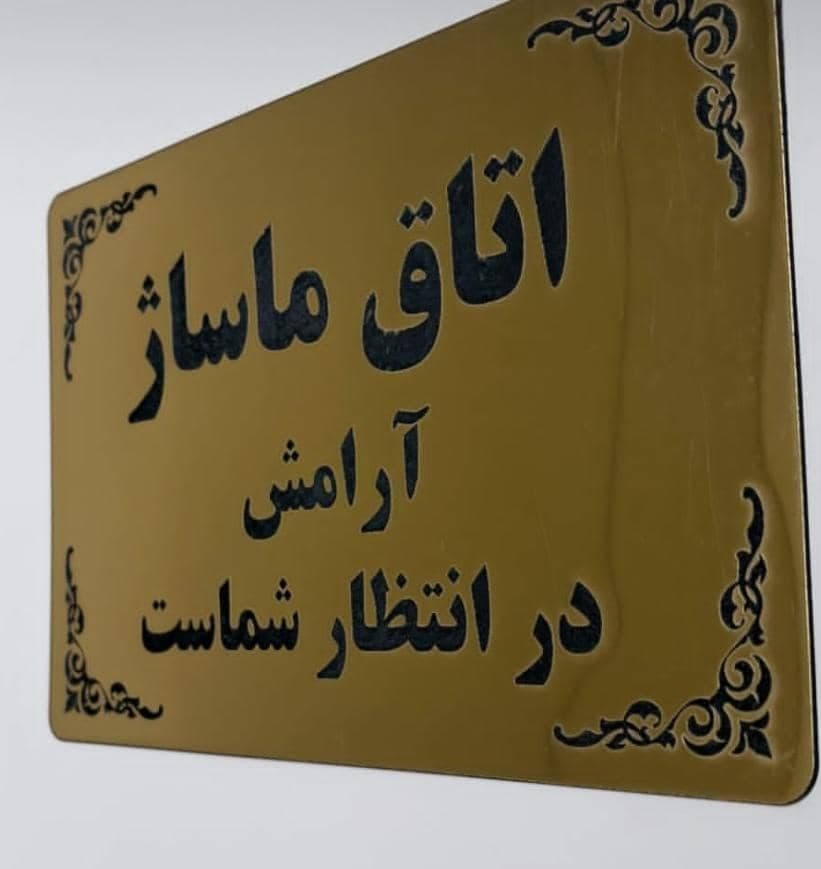 اتاق ماساژ
آرامش
در انتظار شماست